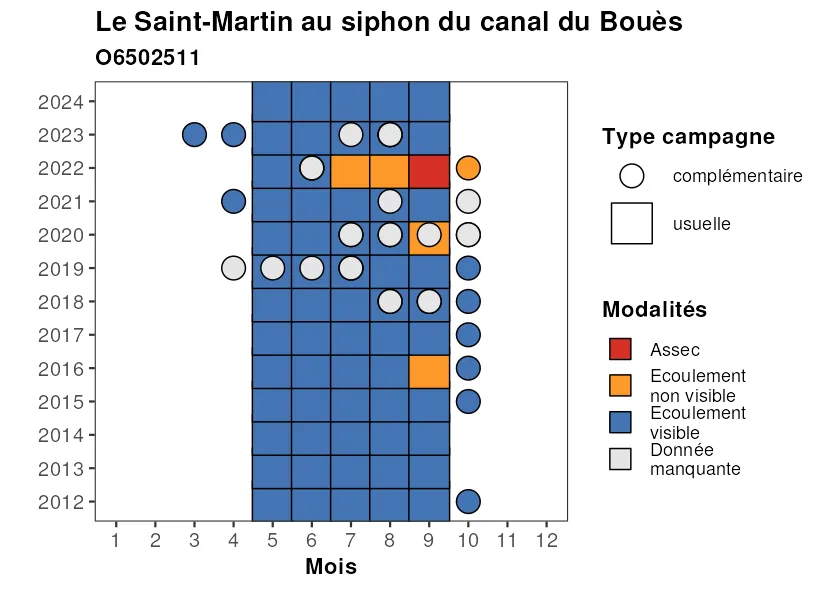 Le Saint-Martin au siphon du canal du Bouès
O6502511
2024
2023
2022
2021
2020
2019
2018
2017
2016
2015
2014
2013
2012
1 2 3 4 5 6 7 8 9 10 11 12
Mois
Type campagne
complémentaire
usuelle
Modalités
Assec
Ecoulement
non visible
Ecoulement
visible
Donnée
manquante